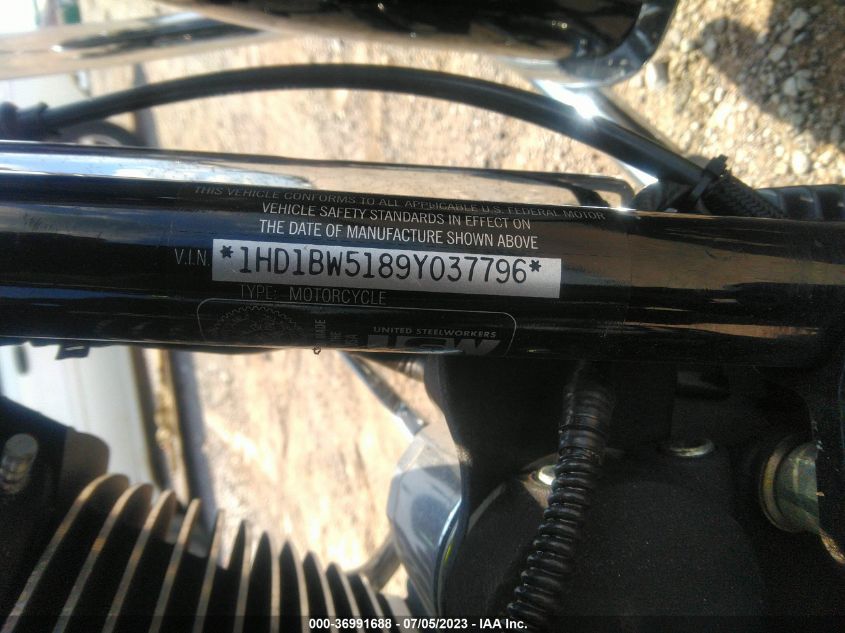 THIS VEHICLE CONFORMS TO ALL APPLICABLE U.S. FEDERAL MOTOR
VEHICLE SAFETY STANDARDS IN EFFECT ON
THE DATE OF MANUFACTURE SHOWN ABOVE
V.I.N. *1HD1BW5189Y037796*
TYPE: MOTORCYCLE
UNITED STEELWORKERS
USW
000-36991688 - 07/05/2023 - IAA Inc.